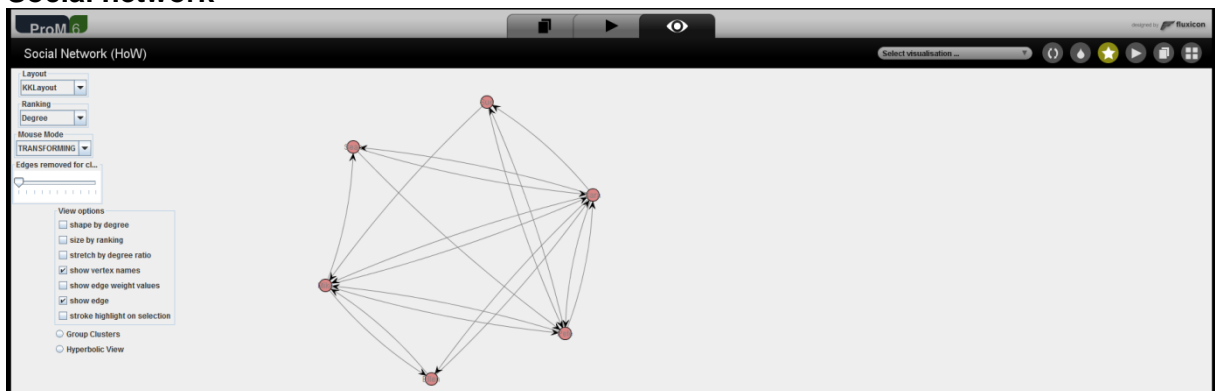 Social network
ProM 6
designed by fluxicon
Social Network (HoW)
Select visualisation ...
Layout
KKLayout
Ranking
Degree
Mouse Mode
TRANSFORMING
Edges removed for cl...
View options
shape by degree
size by ranking
stretch by degree ratio
show vertex names
show edge weight values
show edge
stroke highlight on selection
Group Clusters
Hyperbolic View